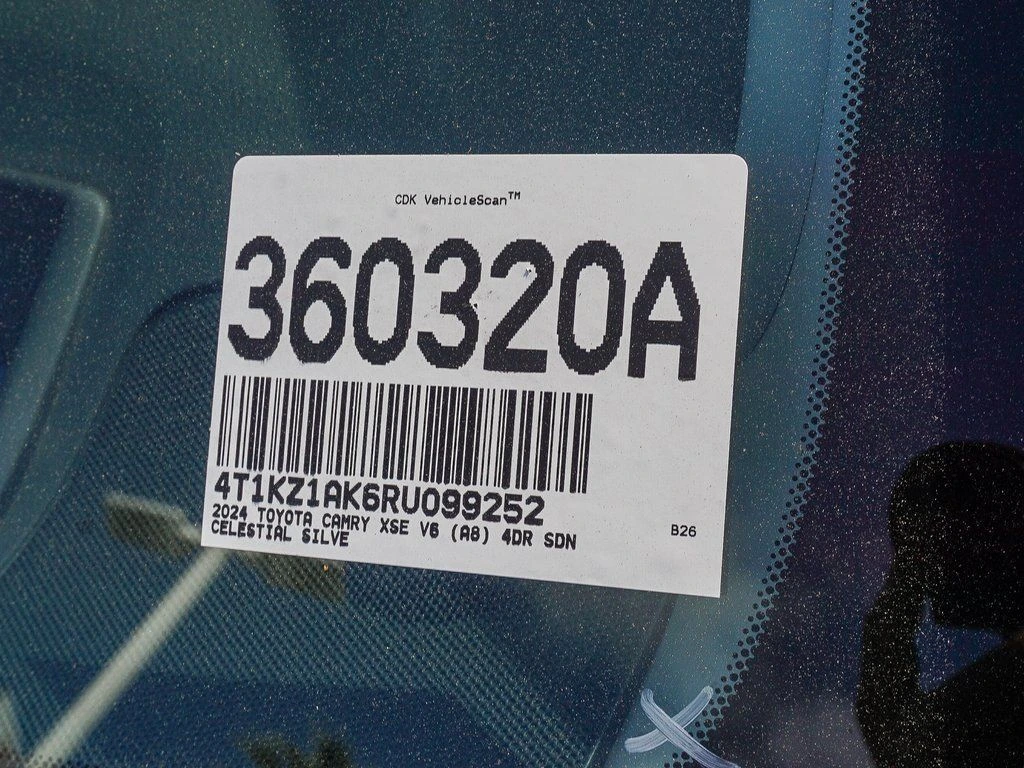 CDK VehicleScan™
360320A
4T1KZ1AK6RU099252
2024 TOYOTA CAMRY XSE V6 (A8) 4DR SDN
CELESTIAL SILVE
B26